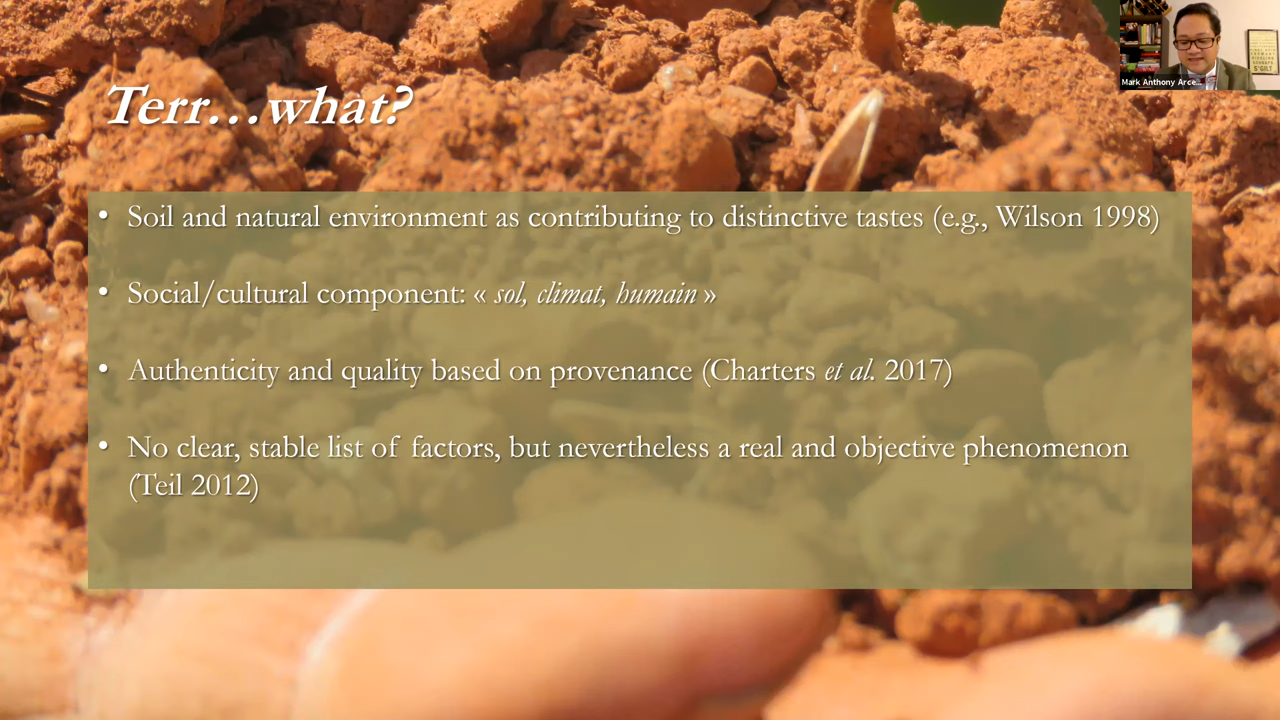 Terr…what?
• Soil and natural environment as contributing to distinctive tastes (e.g., Wilson 1998)
• Social/cultural component: « sol, climat, humain »
• Authenticity and quality based on provenance (Charters et al. 2017)
• No clear, stable list of factors, but nevertheless a real and objective phenomenon
(Teil 2012)
Mark Anthony Arce...